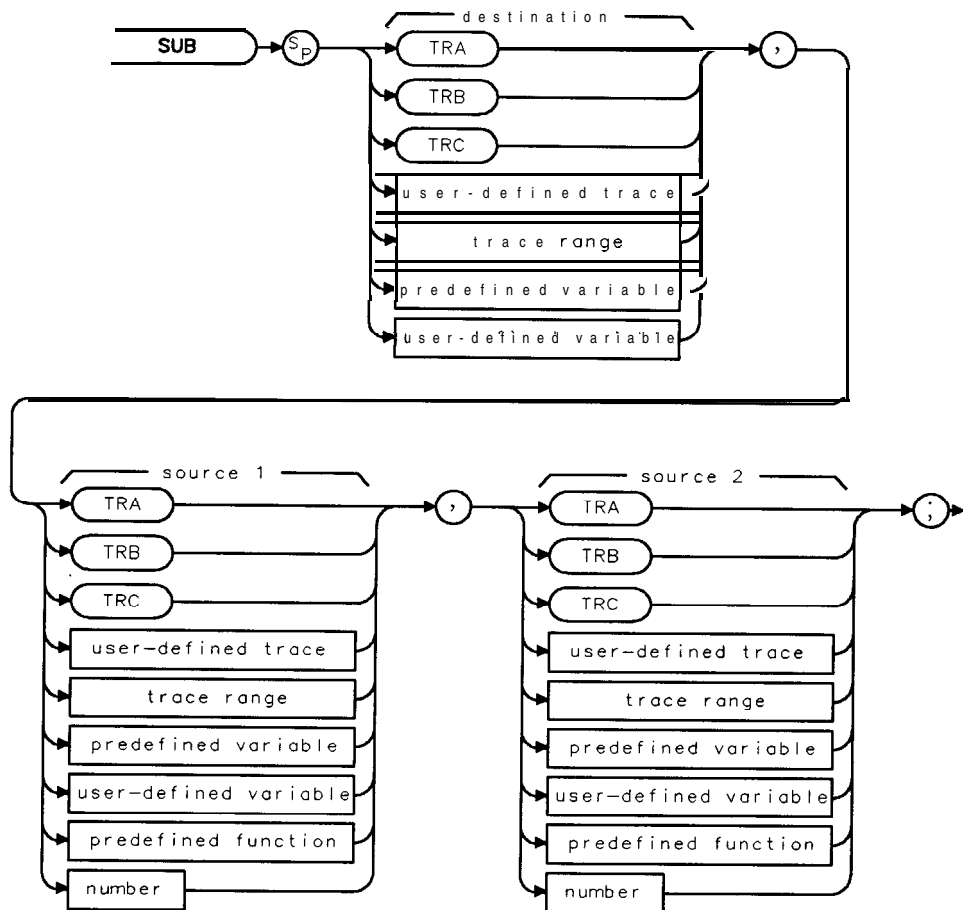 destination
SUB SP TRA ,
TRB
TRC
user-defined trace
trace range
predefined variable
user-defined variable
source 1 source 2
TRA , TRA ;
TRB TRB
TRC TRC
user-defined trace user-defined trace
trace range trace range
predefined variable predefined variable
user-defined variable user-defined variable
predefined function predefined function
number number